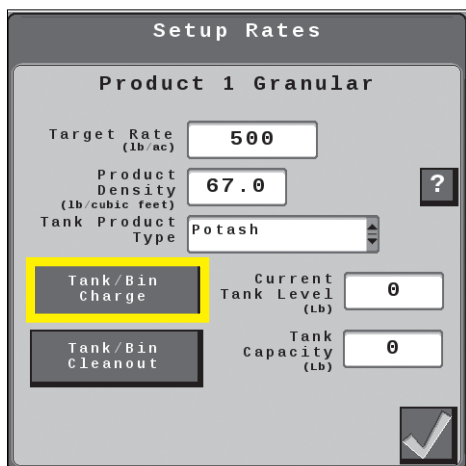 Setup Rates
Product 1 Granular
Target Rate
(lb/ac)
500
Product
Density
(lb/cubic feet)
67.0
?
Tank Product
Type
Potash
Tank/Bin
Charge
Current
Tank Level
(Lb)
0
Tank/Bin
Cleanout
Tank
Capacity
(Lb)
0